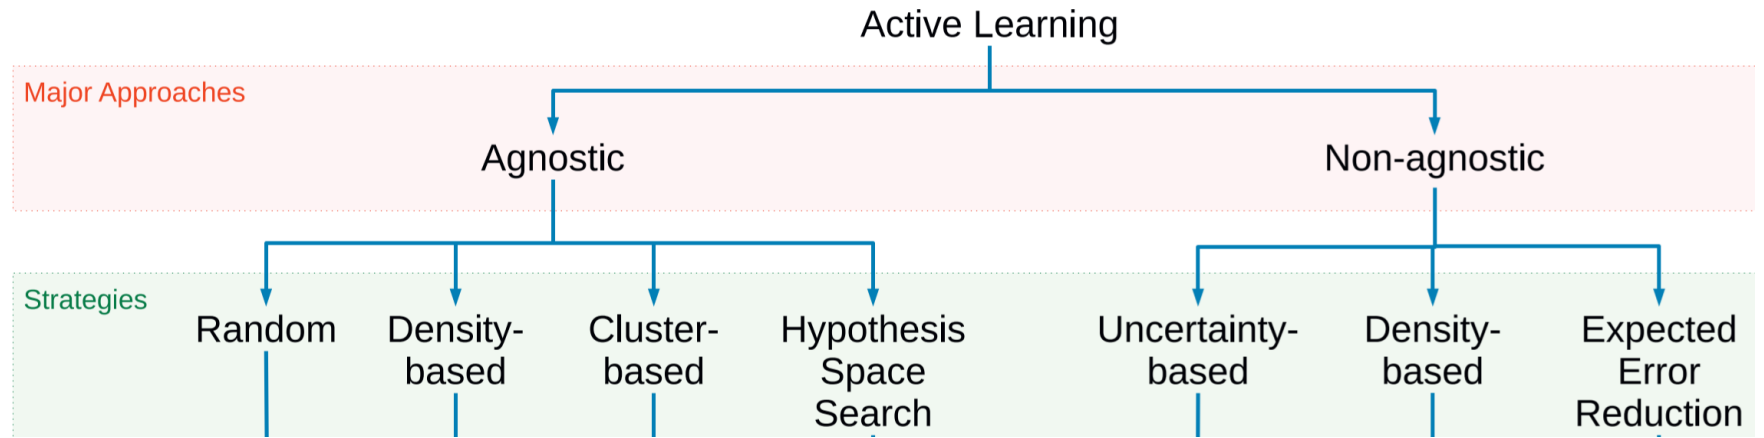 Active Learning
Major Approaches
Agnostic
Non-agnostic
Strategies
Random
Density-
based
Cluster-
based
Hypothesis
Space
Search
Uncertainty-
based
Density-
based
Expected
Error
Reduction